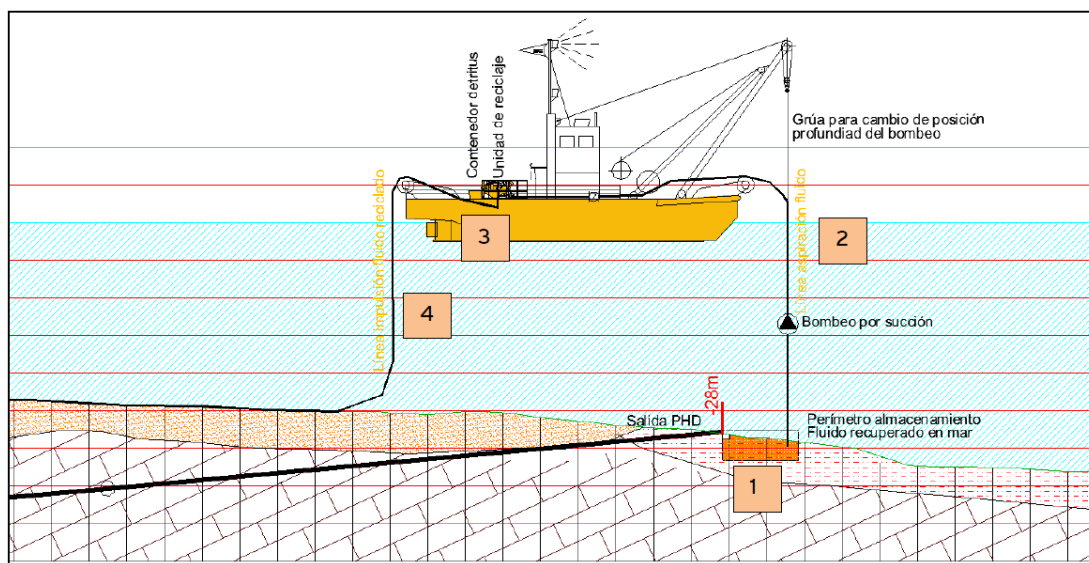 Contenedor detritus
Unidad de reciclaje
Grúa para cambio de posición
profundiad del bombeo
Línea impulsión fluido reciclado
3
2
Línea aspiración fluido
4
Bombeo por succión
-28m
Salida PHD
Perímetro almacenamiento
Fluido recuperado en mar
1